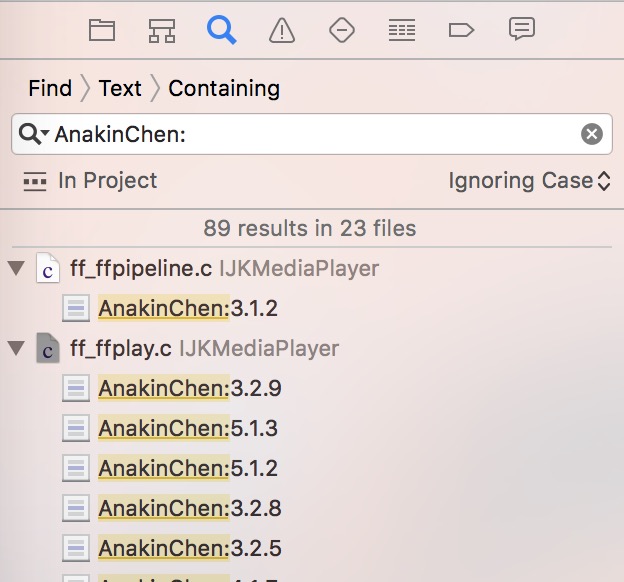 Find 〉 Text 〉 Containing
AnakinChen:
In Project Ignoring Case
89 results in 23 files
c ff_ffpipeline.c IJKMediaPlayer
AnakinChen:3.1.2
c ff_ffplay.c IJKMediaPlayer
AnakinChen:3.2.9
AnakinChen:5.1.3
AnakinChen:5.1.2
AnakinChen:3.2.8
AnakinChen:3.2.5